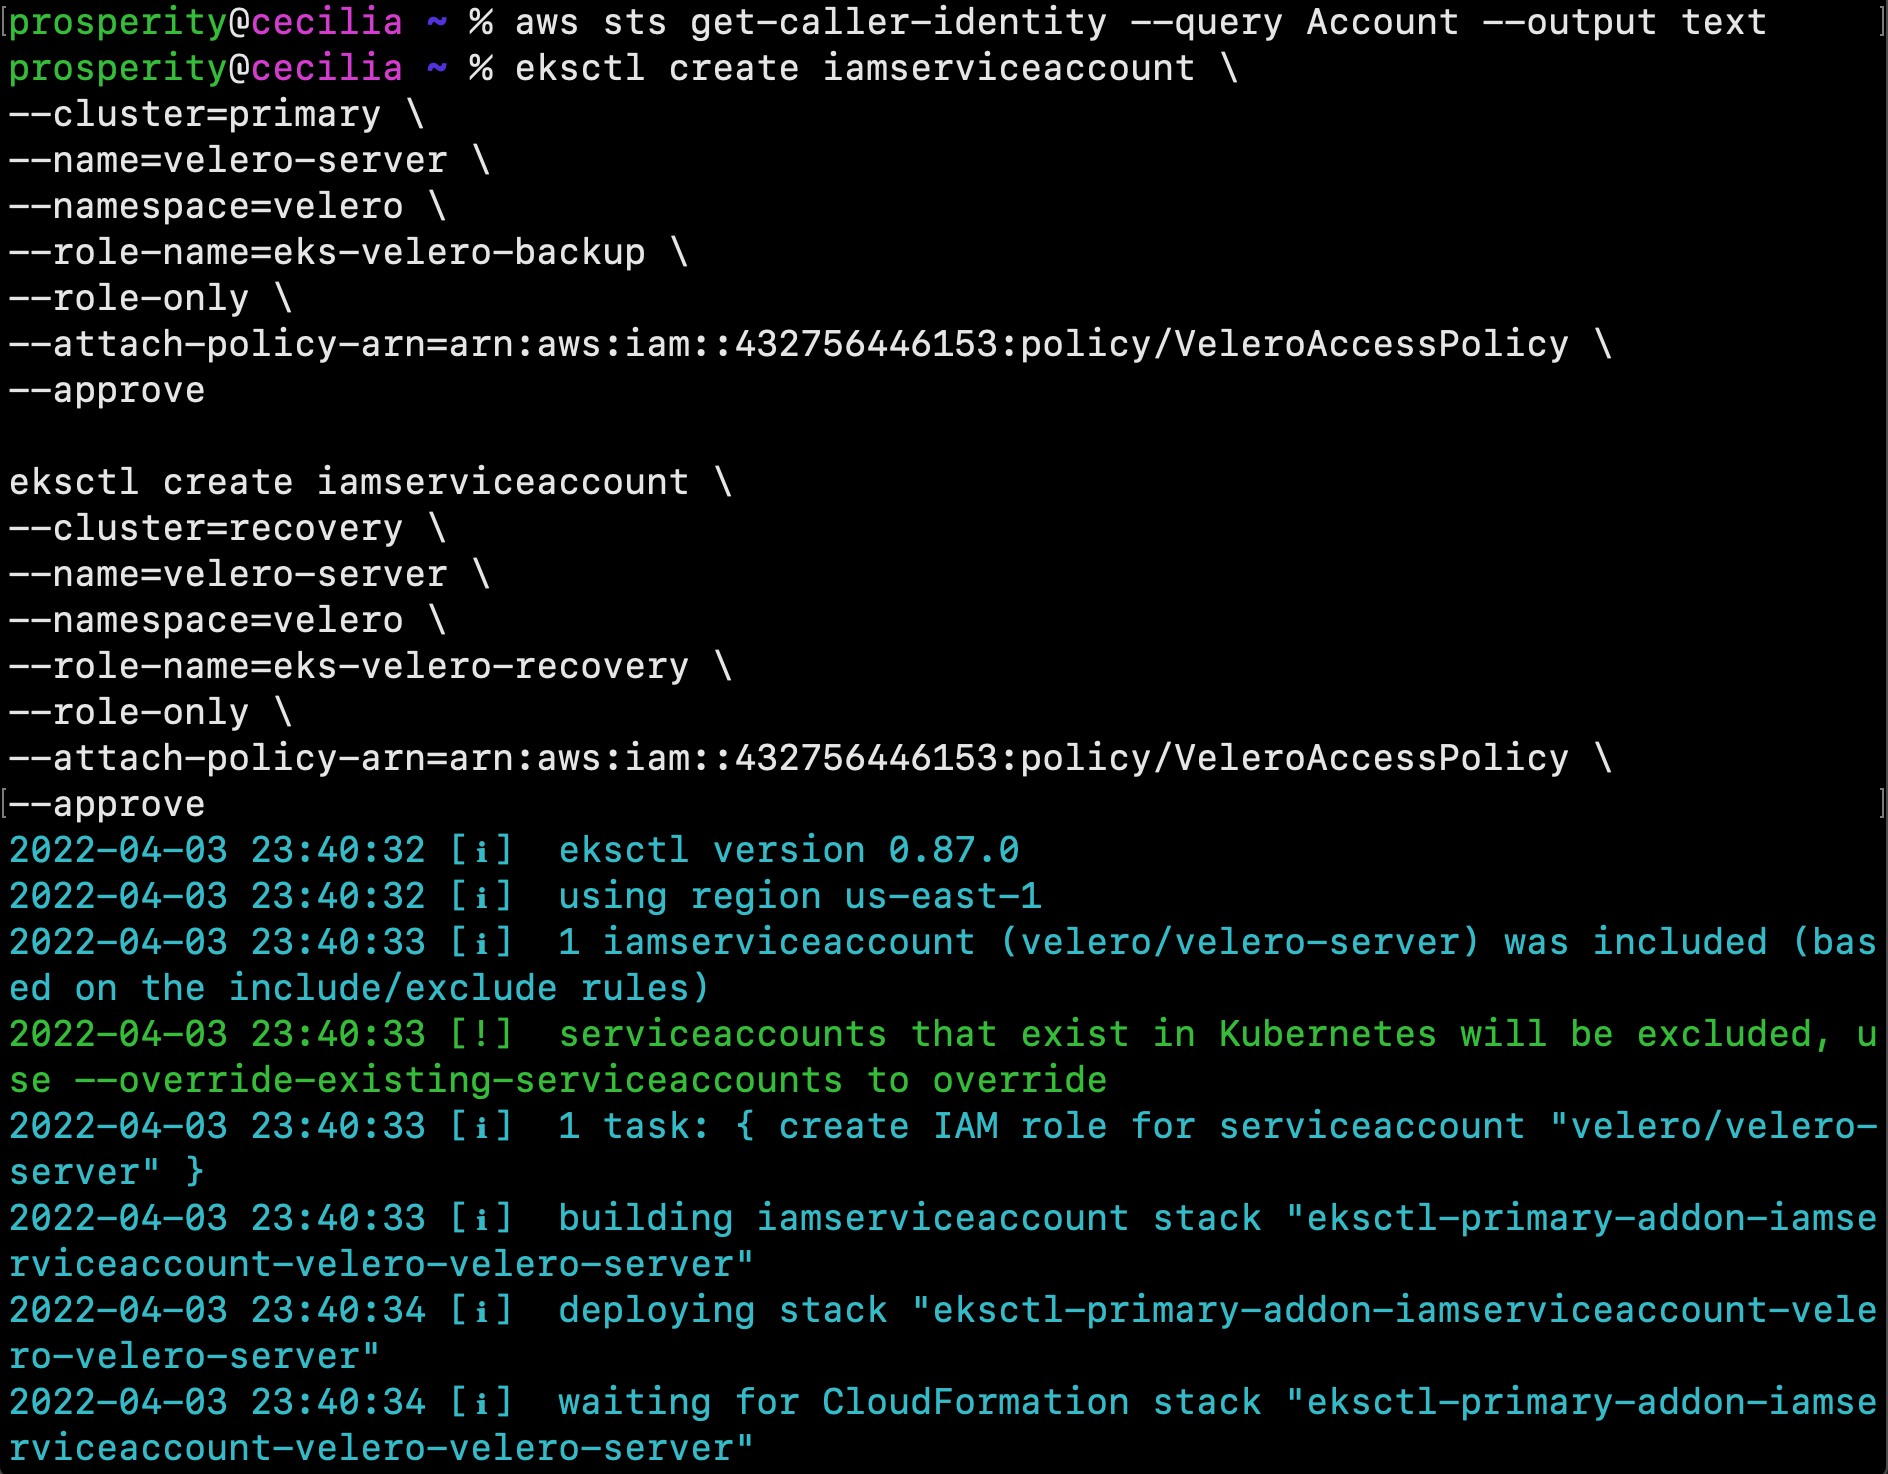 prosperity@cecilia ~ % aws sts get-caller-identity --query Account --output text
prosperity@cecilia ~ % eksctl create iamserviceaccount \
--cluster=primary \
--name=velero-server \
--namespace=velero \
--role-name=eks-velero-backup \
--role-only \
--attach-policy-arn=arn:aws:iam::432756446153:policy/VeleroAccessPolicy \
--approve

eksctl create iamserviceaccount \
--cluster=recovery \
--name=velero-server \
--namespace=velero \
--role-name=eks-velero-recovery \
--role-only \
--attach-policy-arn=arn:aws:iam::432756446153:policy/VeleroAccessPolicy \
--approve
2022-04-03 23:40:32 [ℹ]  eksctl version 0.87.0
2022-04-03 23:40:32 [ℹ]  using region us-east-1
2022-04-03 23:40:33 [ℹ]  1 iamserviceaccount (velero/velero-server) was included (bas
ed on the include/exclude rules)
2022-04-03 23:40:33 [!]  serviceaccounts that exist in Kubernetes will be excluded, u
se --override-existing-serviceaccounts to override
2022-04-03 23:40:33 [ℹ]  1 task: { create IAM role for serviceaccount "velero/velero-
server" }
2022-04-03 23:40:33 [ℹ]  building iamserviceaccount stack "eksctl-primary-addon-iamse
rviceaccount-velero-velero-server"
2022-04-03 23:40:34 [ℹ]  deploying stack "eksctl-primary-addon-iamserviceaccount-vele
ro-velero-server"
2022-04-03 23:40:34 [ℹ]  waiting for CloudFormation stack "eksctl-primary-addon-iamse
rviceaccount-velero-velero-server"